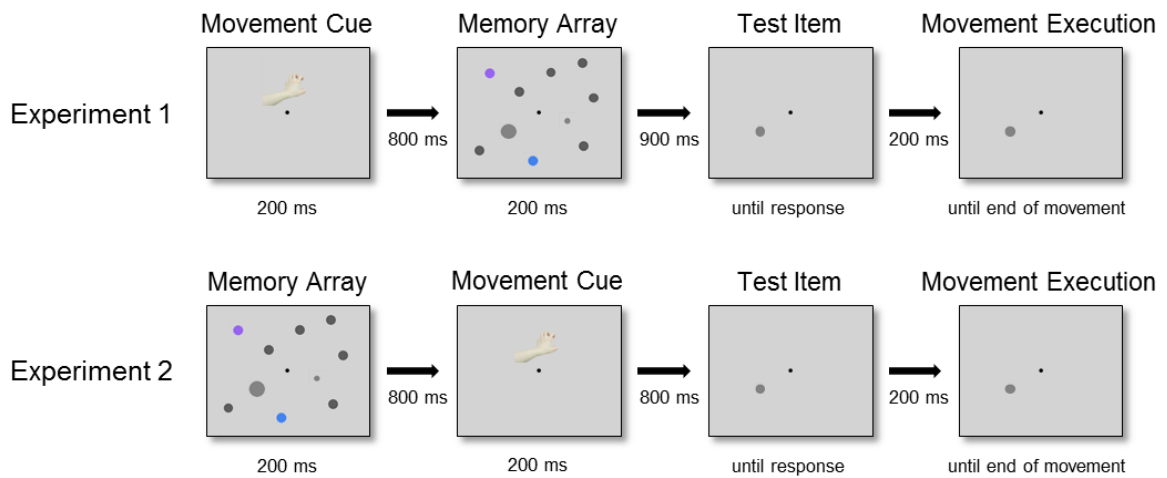 Movement Cue Memory Array Test Item Movement Execution
Experiment 1
800 ms 900 ms 200 ms
200 ms 200 ms until response until end of movement
Memory Array Movement Cue Test Item Movement Execution
Experiment 2
800 ms 800 ms 200 ms
200 ms 200 ms until response until end of movement